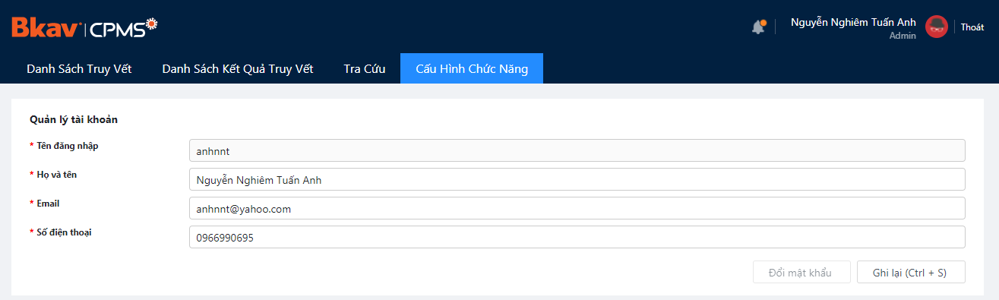 Bkav | CPMS
Nguyễn Nghiêm Tuấn Anh
Admin
Thoát
Danh Sách Truy Vết Danh Sách Kết Quả Truy Vết Tra Cứu Cấu Hình Chức Năng
Quản lý tài khoản
* Tên đăng nhập anhnnt
* Họ và tên Nguyễn Nghiêm Tuấn Anh
* Email anhnnt@yahoo.com
* Số điện thoại 0966990695
Đổi mật khẩu Ghi lại (Ctrl + S)